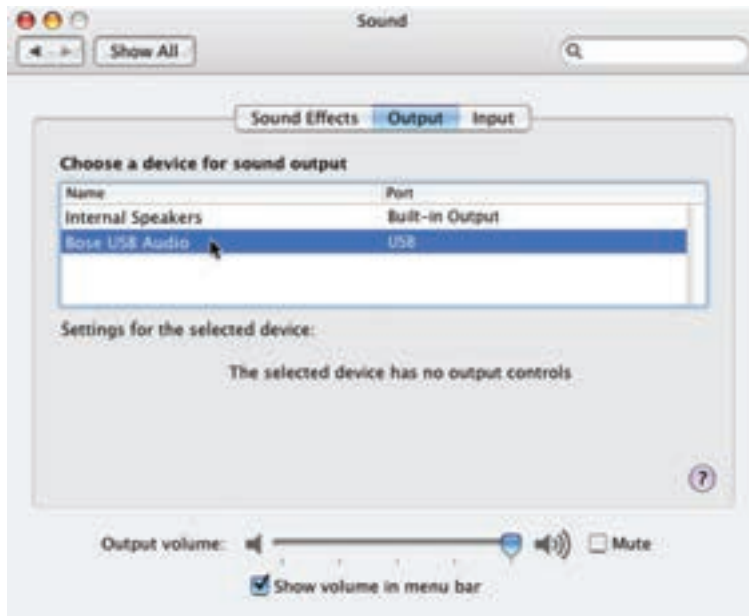 Sound
Show All
Sound Effects Output Input
Choose a device for sound output
Name Port
Internal Speakers Built-in Output
Bose USB Audio USB
Settings for the selected device:
The selected device has no output controls
?
Output volume: Mute
Show volume in menu bar